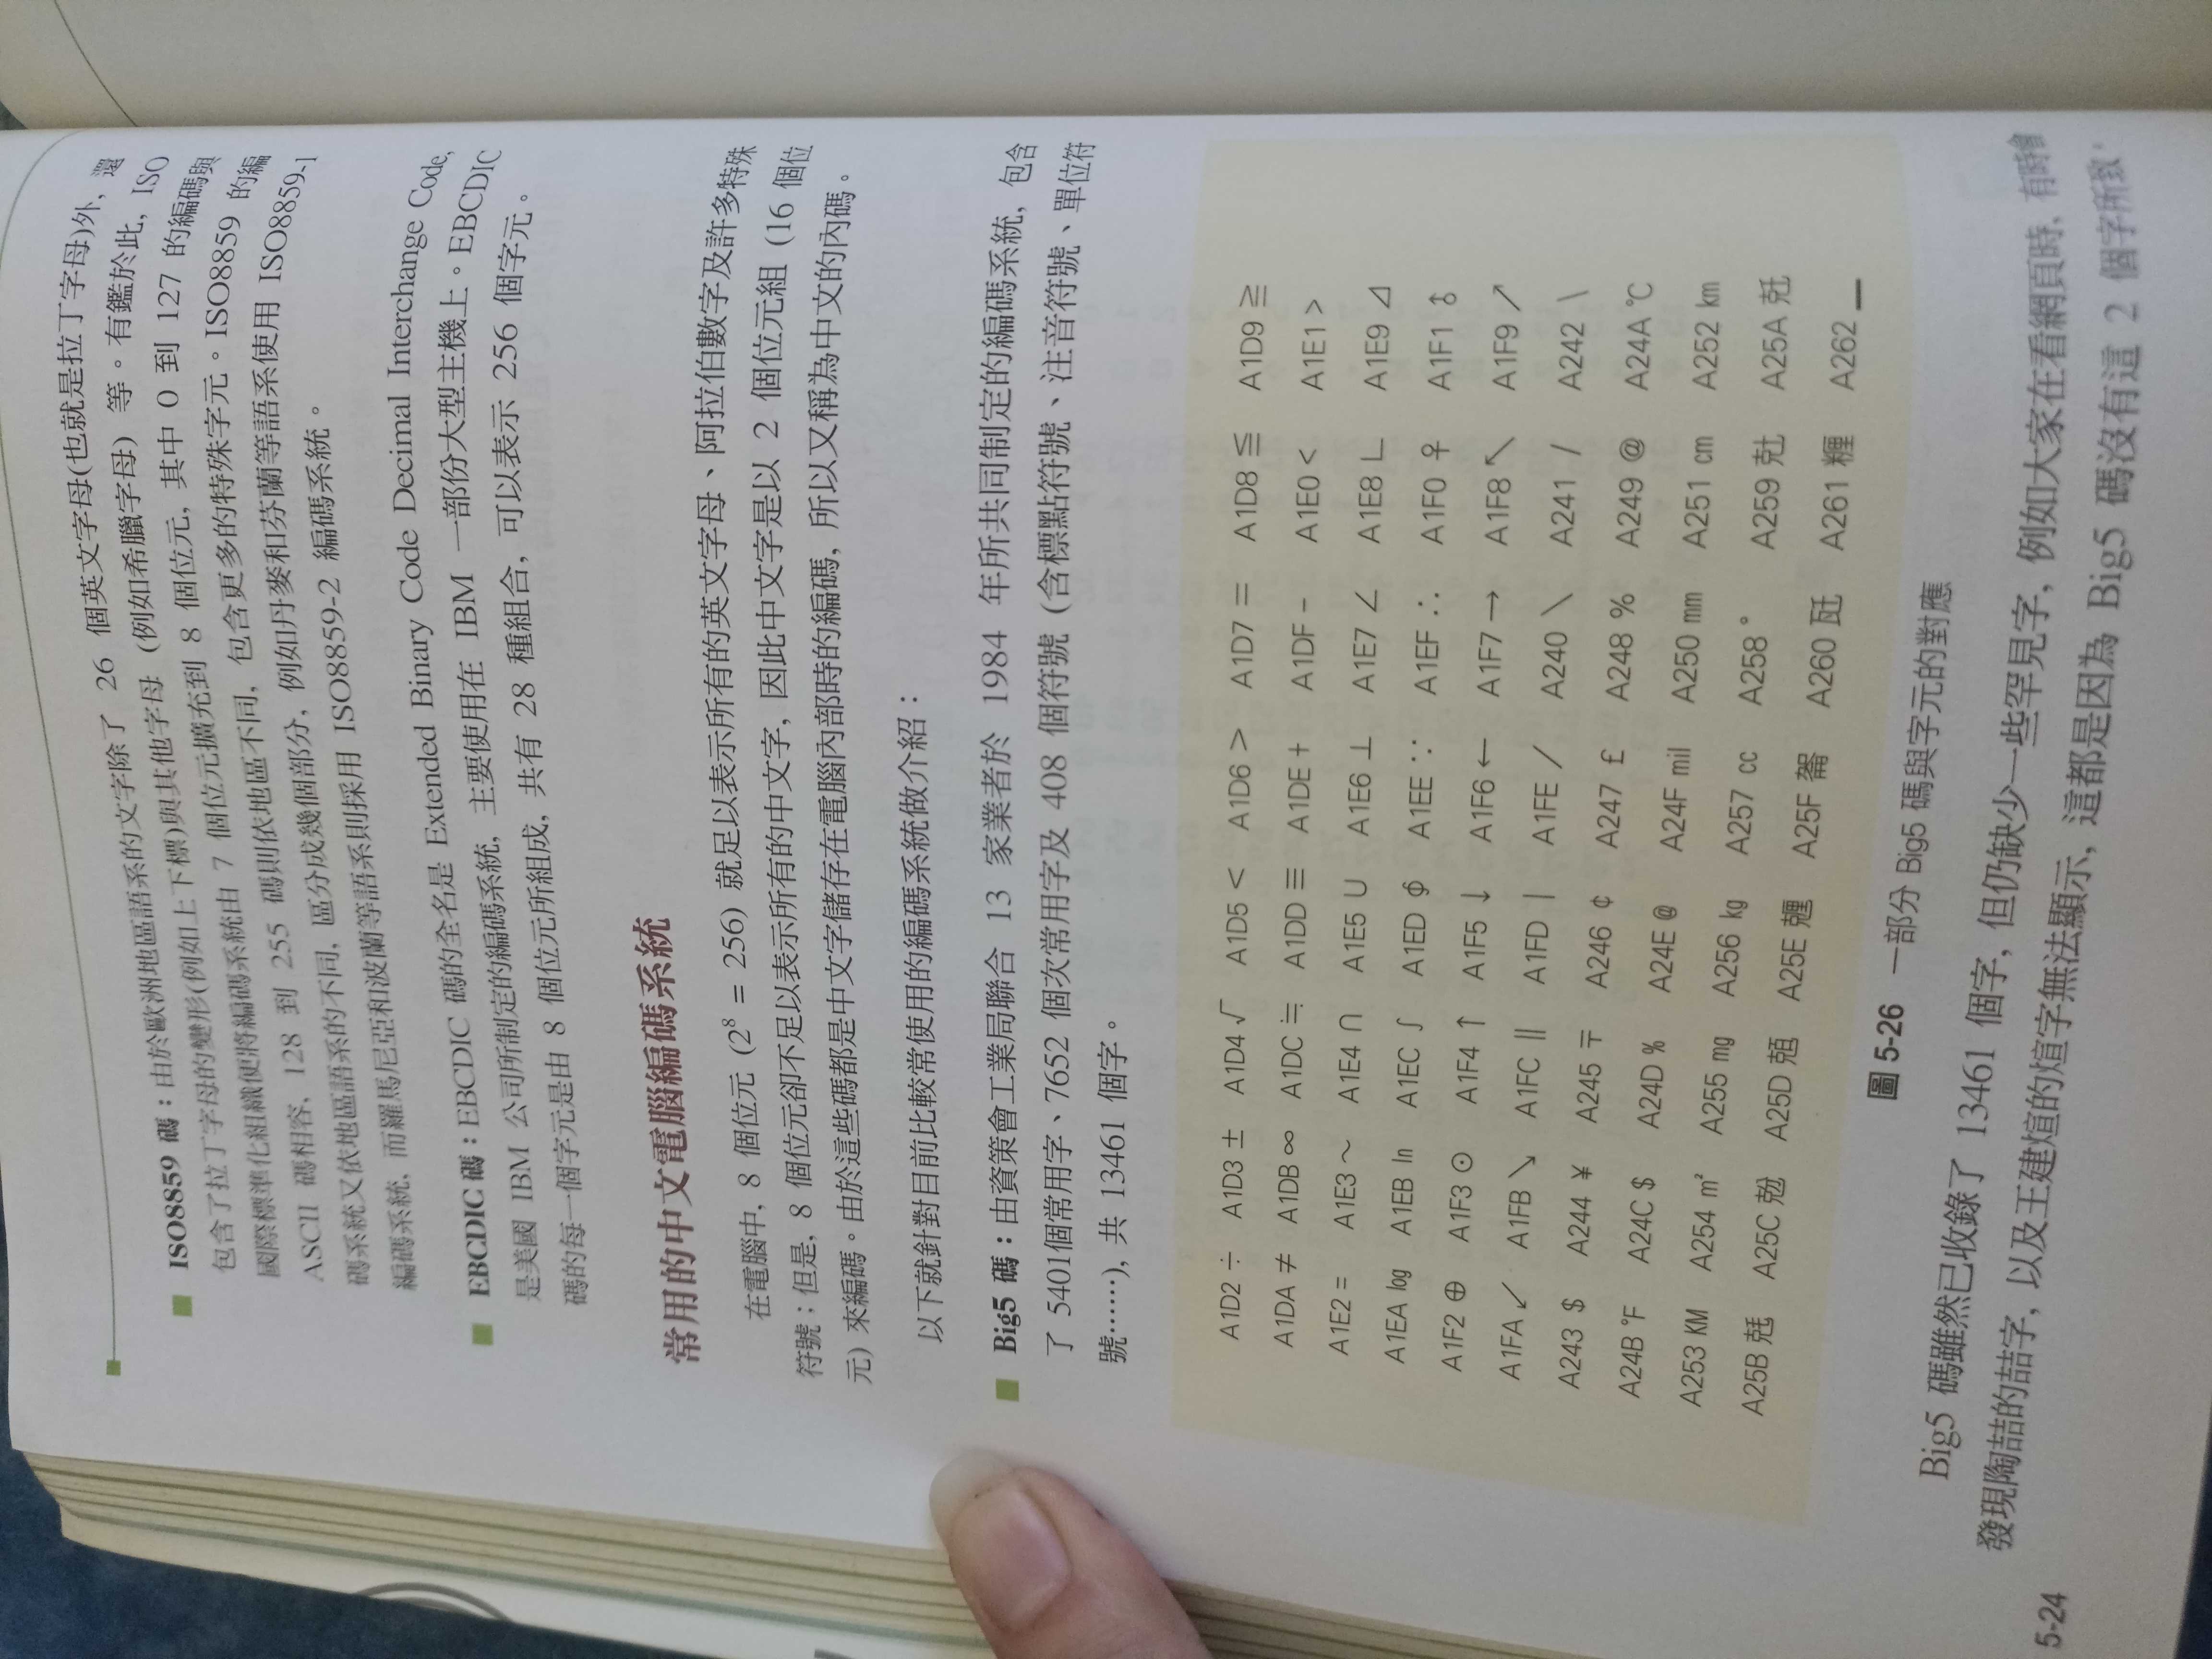 ■ ISO8859 碼：由於歐洲地區語系的文字除了 26 個英文字母(也就是拉丁字母)外, 還
包含了拉丁字母的變形(例如上下標)與其他字母 (例如希臘字母) 等。有鑑於此, ISO
國際標準化組織便將編碼系統由 7 個位元擴充到 8 個位元, 其中 0 到 127 的編碼與
ASCII 碼相容、128 到 255 碼則依地區不同, 包含更多的特殊字元。ISO8859 的編
碼系統又依地區語系的不同, 區分成幾個部分, 例如丹麥和芬蘭等語系使用 ISO8859-1
編碼系統, 而羅馬尼亞和波蘭等語系則採用 ISO8859-2 編碼系統。
■ EBCDIC 碼：EBCDIC 碼的全名是 Extended Binary Code Decimal Interchange Code,
是美國 IBM 公司所制定的編碼系統, 主要使用在 IBM 一部份大型主機上。EBCDIC
碼的每一個字元是由 8 個位元所組成, 共有 28 種組合, 可以表示 256 個字元。
常用的中文電腦編碼系統
在電腦中, 8 個位元 (2⁸ = 256) 就足以表示所有的英文字母、阿拉伯數字及許多特殊
符號；但是, 8 個位元卻不足以表示所有的中文字, 因此中文字是以 2 個位元組 (16 個位
元) 來編碼。由於這些碼都是中文字儲存在電腦內部時的編碼, 所以又稱為中文的內碼。
以下就針對目前比較常使用的編碼系統做介紹：
■ Big5 碼：由資策會工業局聯合 13 家業者於 1984 年所共同制定的編碼系統, 包含
了 5401個常用字、7652 個次常用字及 408 個符號 (含標點符號、注音符號、單位符
號……), 共 13461 個字。
A1D2 ÷ A1D3 ± A1D4 √ A1D5 < A1D6 > A1D7 = A1D8 ≦ A1D9 ≧
A1DA ≠ A1DB ∞ A1DC ≒ A1DD ≡ A1DE + A1DF - A1E0 < A1E1 >
A1E2 = A1E3 ～ A1E4 ∩ A1E5 ∪ A1E6 ⊥ A1E7 ∠ A1E8 ∟ A1E9 ⊿
A1EA ㏒ A1EB ㏑ A1EC ∫ A1ED ∮ A1EE ∵ A1EF ∴ A1F0 ♀ A1F1 ♂
A1F2 ⊕ A1F3 ⊙ A1F4 ↑ A1F5 ↓ A1F6 ← A1F7 → A1F8 ↖ A1F9 ↗
A1FA ↙ A1FB ↘ A1FC ∥ A1FD ∣ A1FE ／ A240 ＼ A241 / A242 \
A243 $ A244 ¥ A245 〒 A246 ¢ A247 £ A248 % A249 @ A24A ℃
A24B ℉ A24C $ A24D % A24E @ A24F mil A250 mm A251 cm A252 km
A253 KM A254 m² A255 mg A256 kg A257 cc A258 ° A259 兙 A25A 兛
A25B 兞 A25C 兝 A25D 兡 A25E 兣 A25F 嗧 A260 瓩 A261 糎 A262 ▁
圖 5-26 一部分 Big5 碼與字元的對應
Big5 碼雖然已收錄了 13461 個字, 但仍缺少一些罕見字, 例如大家在看網頁時, 有時會
發現陶喆的喆字, 以及王建煊的煊字無法顯示, 這都是因為 Big5 碼沒有這 2 個字所致。
5-24